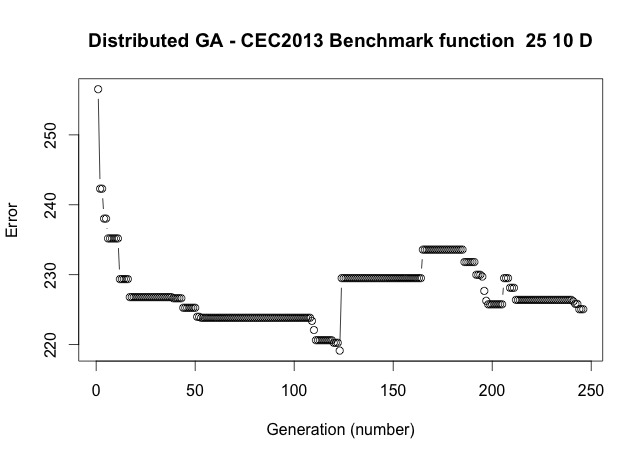 Distributed GA - CEC2013 Benchmark function  25 10 D
Error
250
240
230
220
0 50 100 150 200 250
Generation (number)